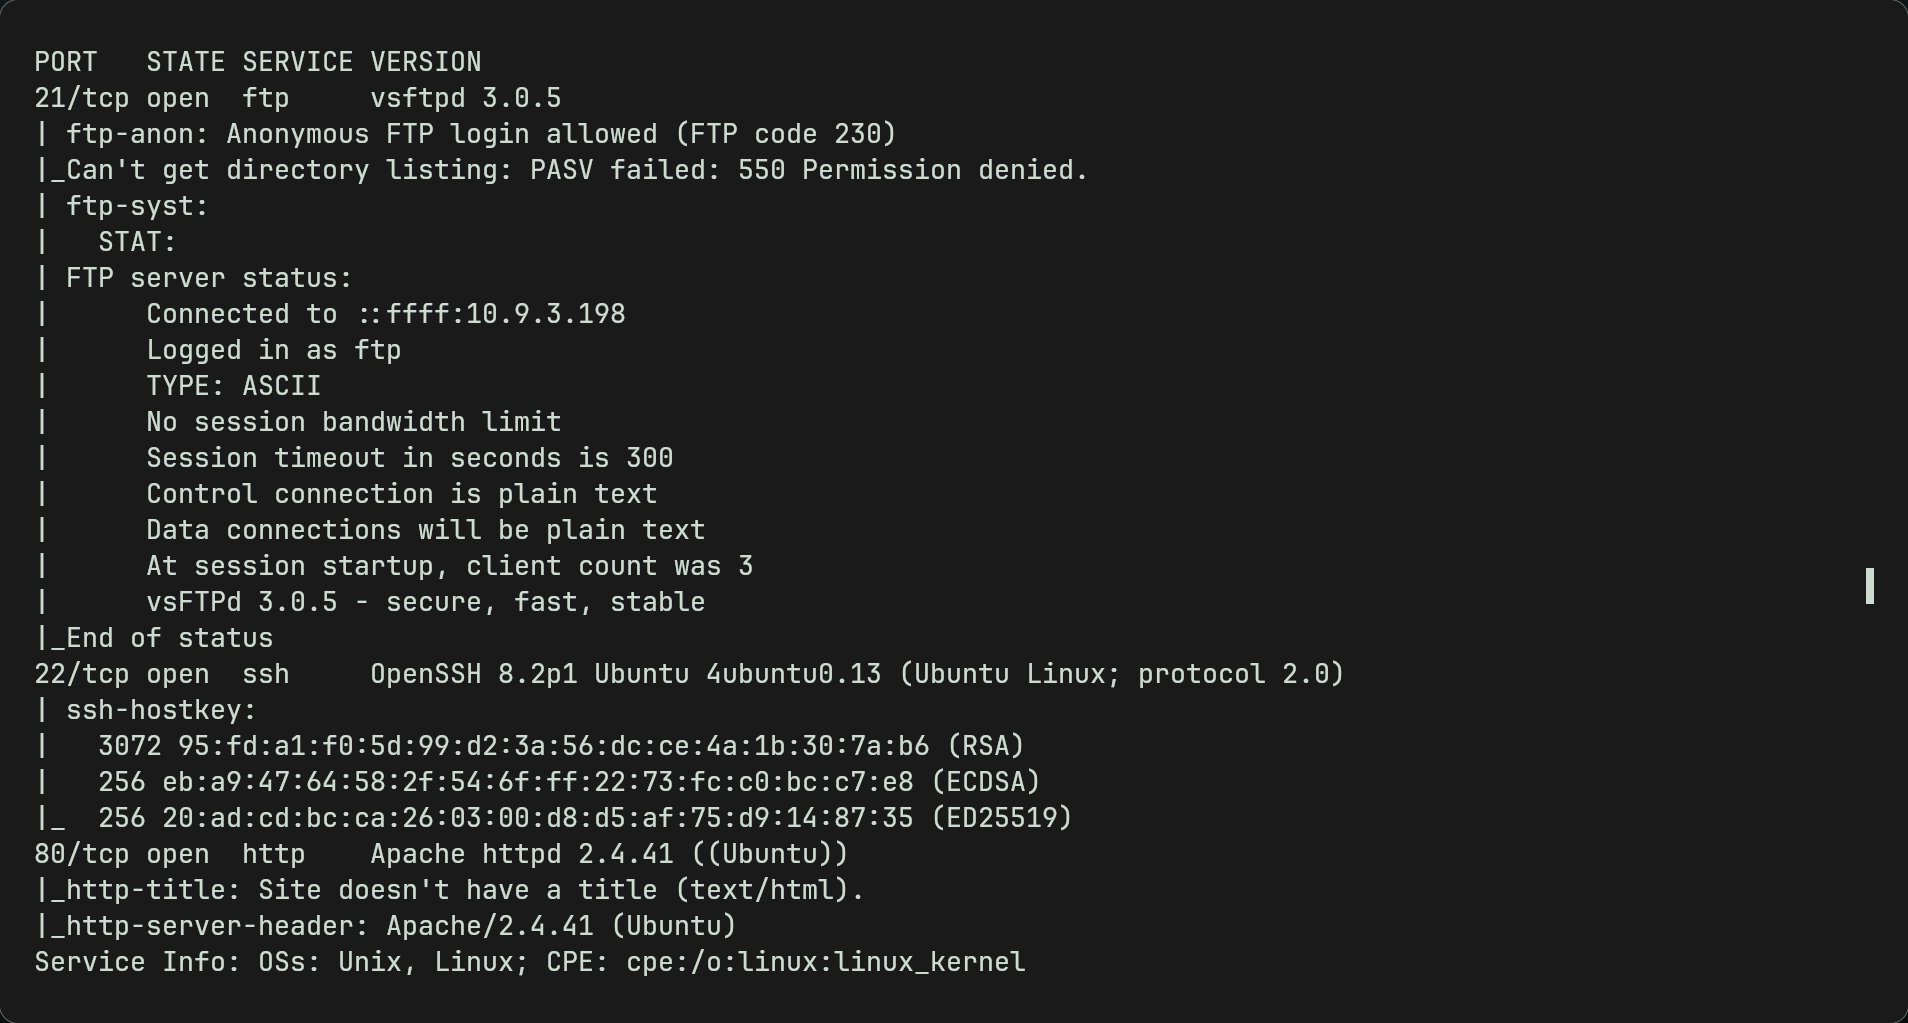 PORT   STATE SERVICE VERSION
21/tcp open  ftp     vsftpd 3.0.5
| ftp-anon: Anonymous FTP login allowed (FTP code 230)
|_Can't get directory listing: PASV failed: 550 Permission denied.
| ftp-syst:
|   STAT:
| FTP server status:
|      Connected to ::ffff:10.9.3.198
|      Logged in as ftp
|      TYPE: ASCII
|      No session bandwidth limit
|      Session timeout in seconds is 300
|      Control connection is plain text
|      Data connections will be plain text
|      At session startup, client count was 3
|      vsFTPd 3.0.5 - secure, fast, stable
|_End of status
22/tcp open  ssh     OpenSSH 8.2p1 Ubuntu 4ubuntu0.13 (Ubuntu Linux; protocol 2.0)
| ssh-hostkey:
|   3072 95:fd:a1:f0:5d:99:d2:3a:56:dc:ce:4a:1b:30:7a:b6 (RSA)
|   256 eb:a9:47:64:58:2f:54:6f:ff:22:73:fc:c0:bc:c7:e8 (ECDSA)
|_  256 20:ad:cd:bc:ca:26:03:00:d8:d5:af:75:d9:14:87:35 (ED25519)
80/tcp open  http    Apache httpd 2.4.41 ((Ubuntu))
|_http-title: Site doesn't have a title (text/html).
|_http-server-header: Apache/2.4.41 (Ubuntu)
Service Info: OSs: Unix, Linux; CPE: cpe:/o:linux:linux_kernel